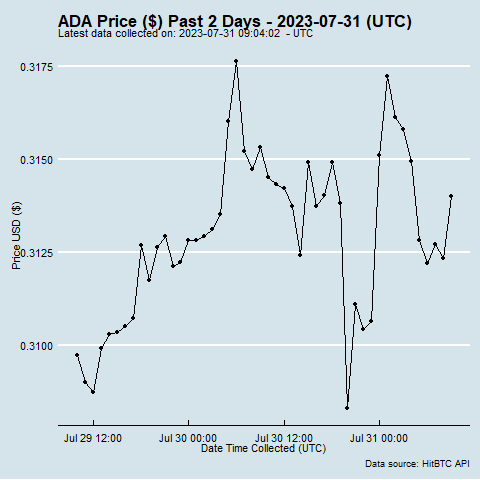 ADA Price ($) Past 2 Days - 2023-07-31 (UTC)
Latest data collected on: 2023-07-31 09:04:02 - UTC
0.3175
0.3150
0.3125
0.3100
Price USD ($)
Jul 29 12:00
Jul 30 00:00
Jul 30 12:00
Jul 31 00:00
Date Time Collected (UTC)
Data source: HitBTC API